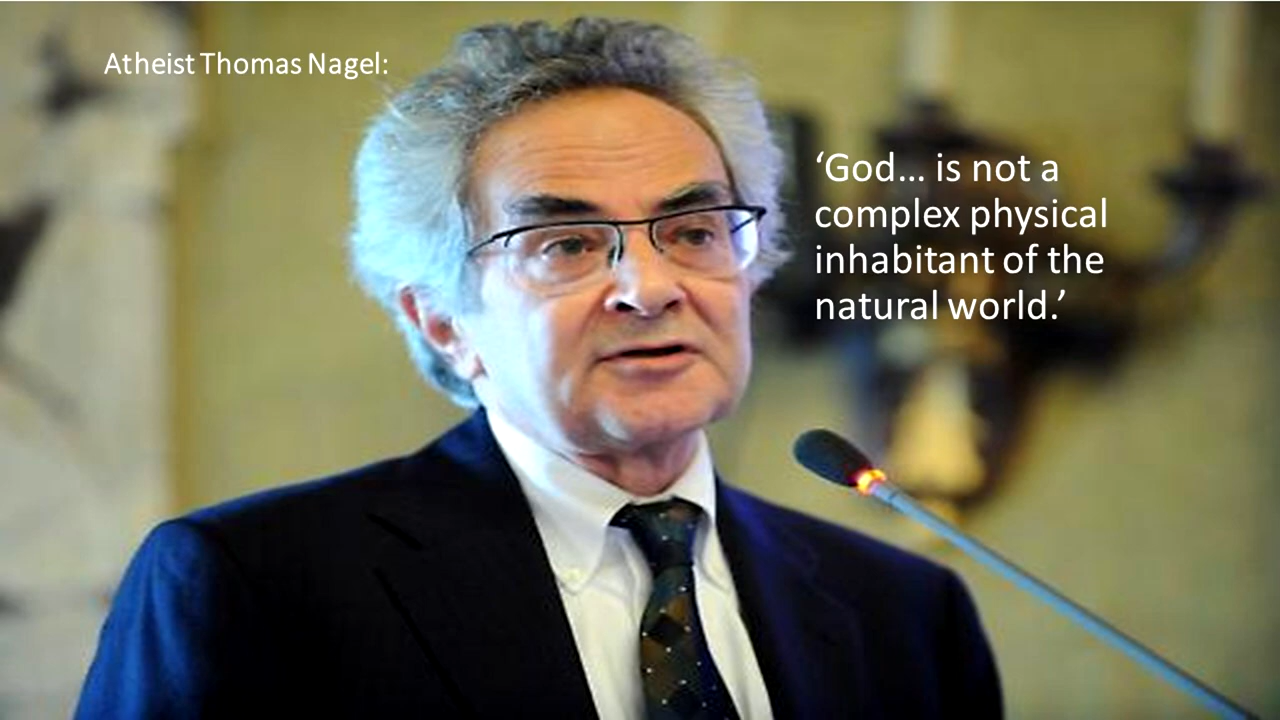 Atheist Thomas Nagel:
‘God… is not a
complex physical
inhabitant of the
natural world.’